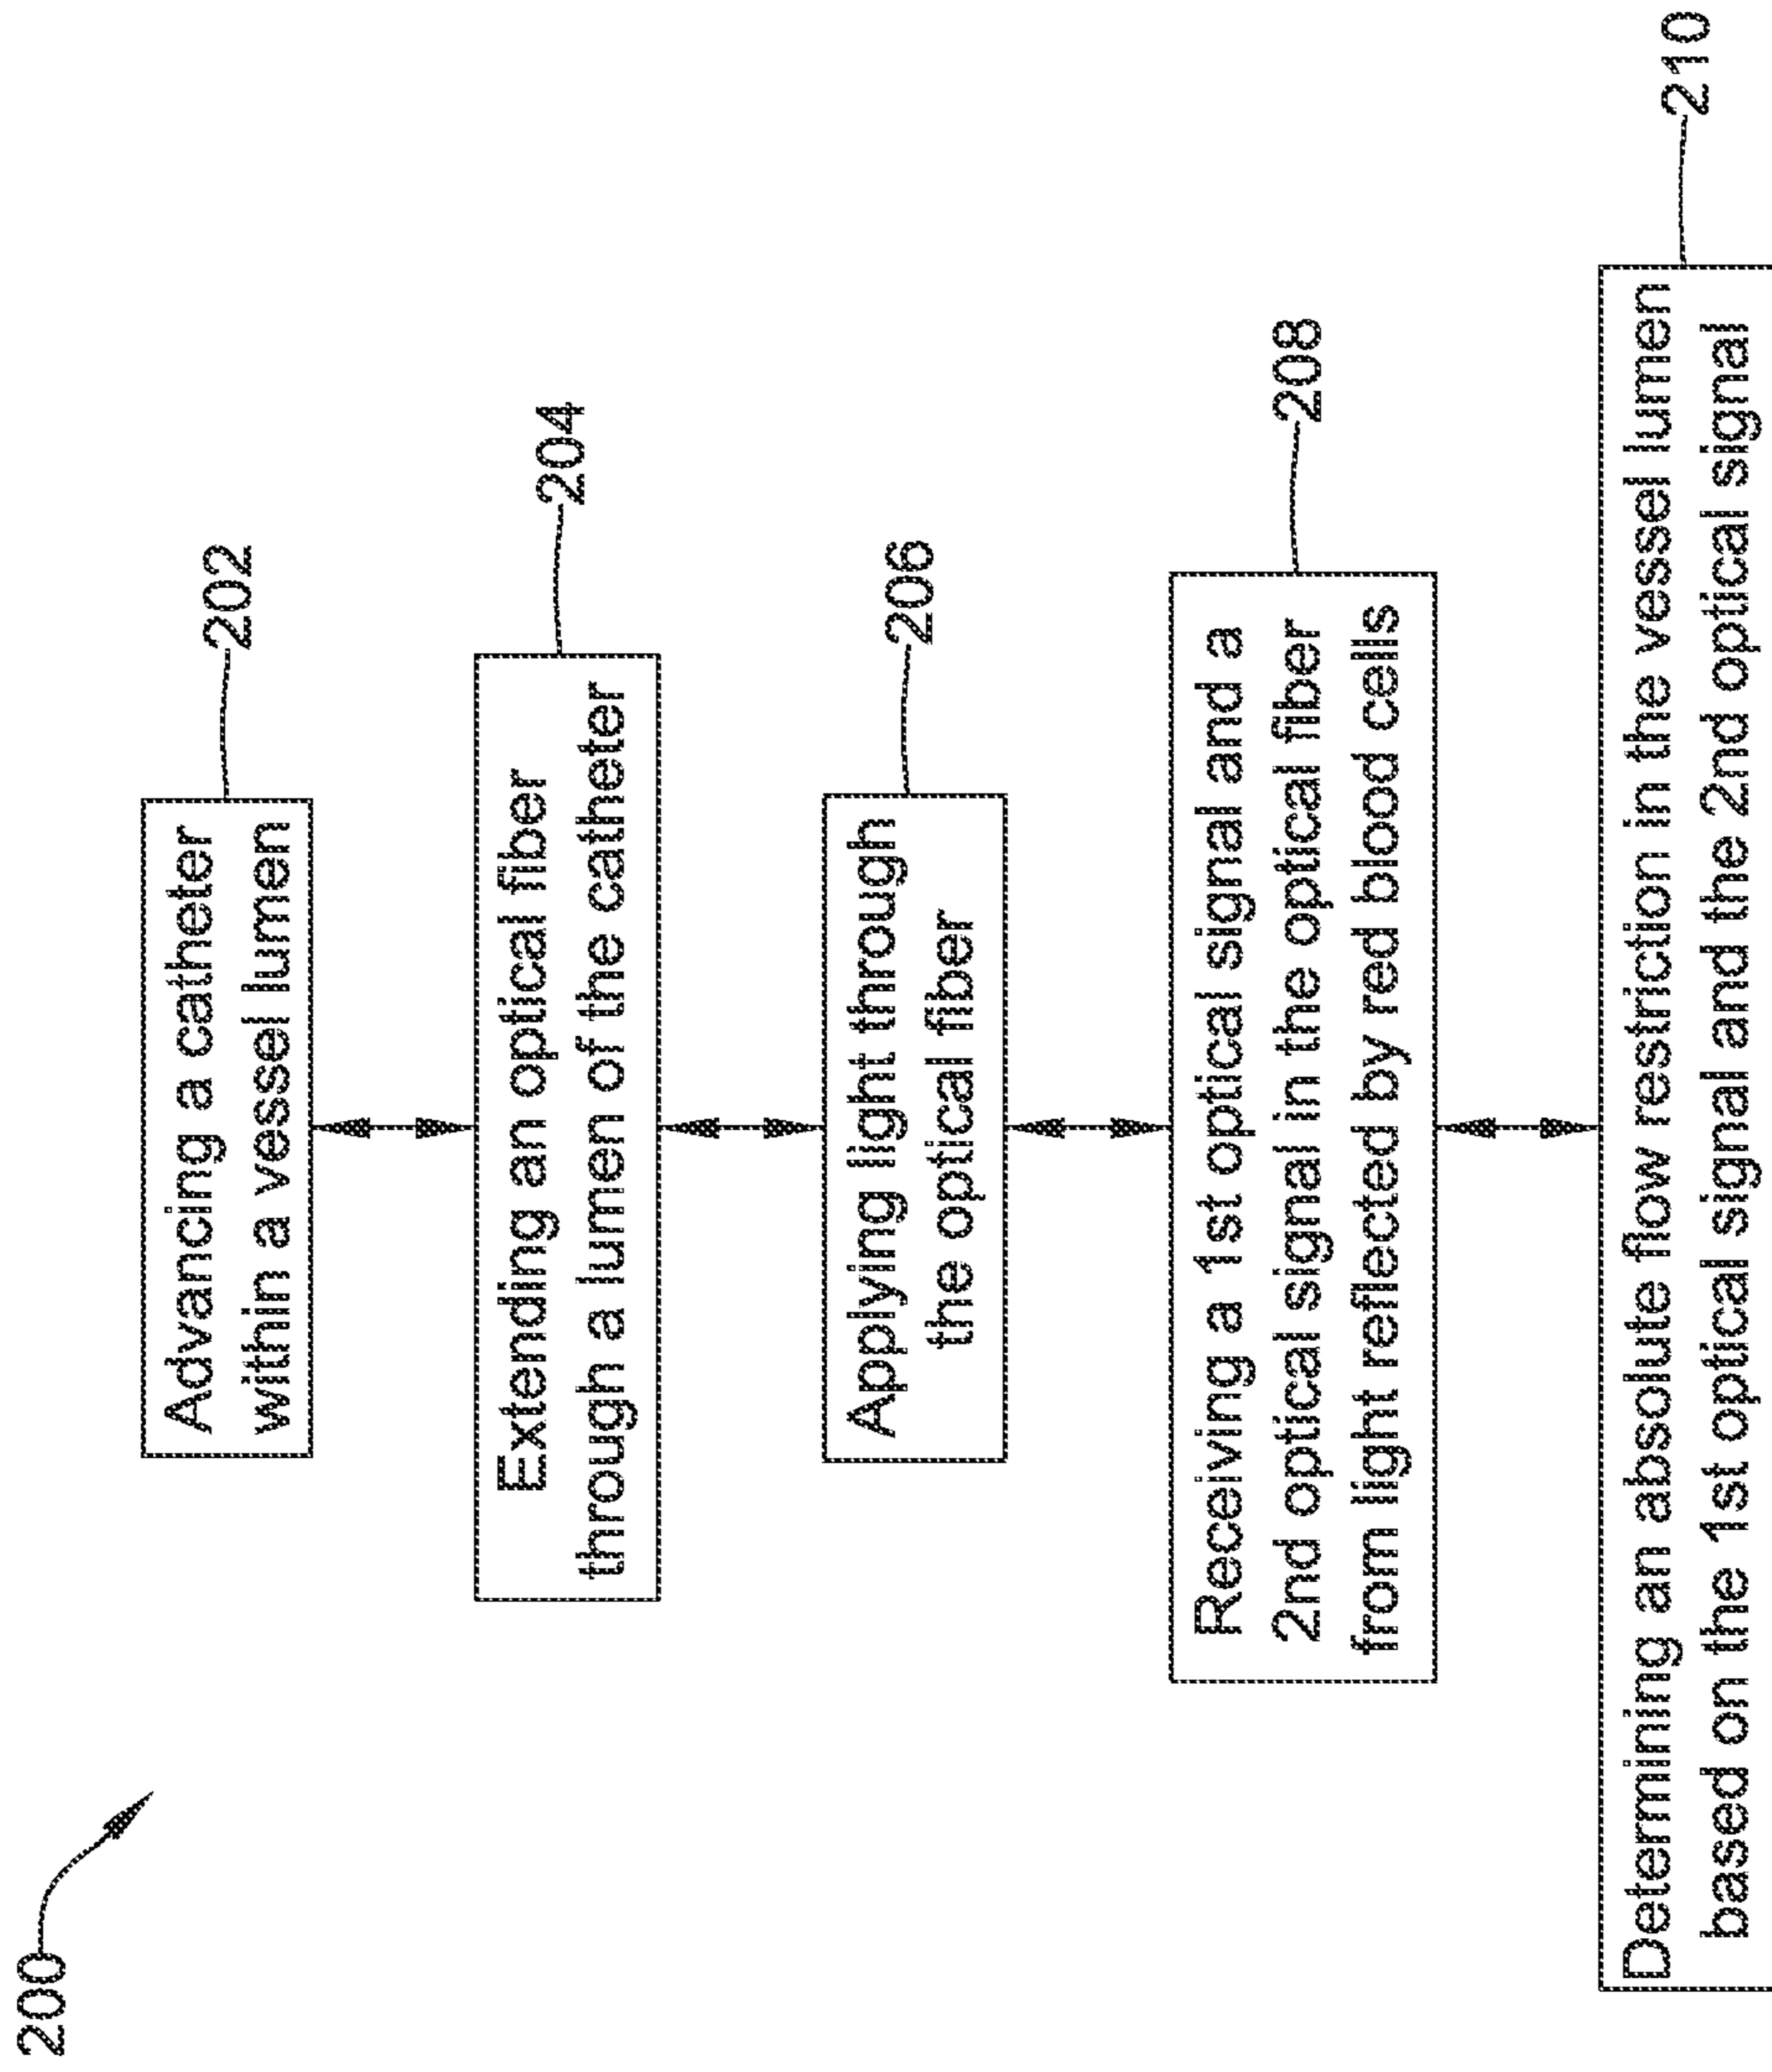 200
Advancing a catheter
within a vessel lumen
202
Extending an optical fiber
through a lumen of the catheter
204
Applying light through
the optical fiber
206
Receiving a 1st optical signal and a
2nd optical signal in the optical fiber
from light reflected by red blood cells
208
Determining an absolute flow restriction in the vessel lumen
based on the 1st optical signal and the 2nd optical signal
210